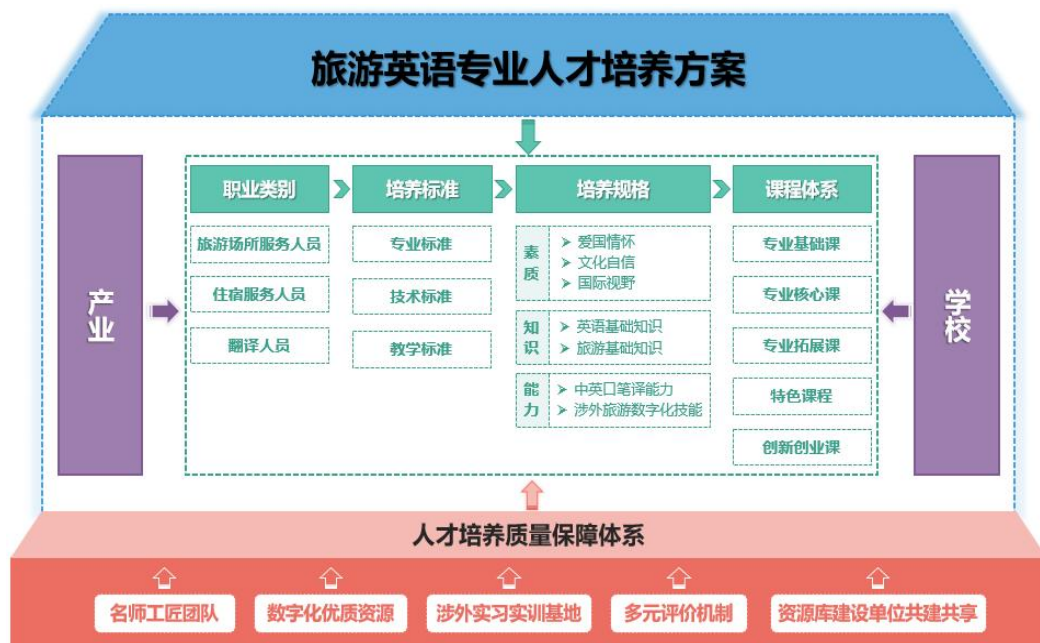 旅游英语专业人才培养方案
产业
职业类别
旅游场所服务人员
住宿服务人员
翻译人员
培养标准
专业标准
技术标准
教学标准
培养规格
素质
➢ 爱国情怀
➢ 文化自信
➢ 国际视野
知识
➢ 英语基础知识
➢ 旅游基础知识
能力
➢ 中英口笔译能力
➢ 涉外旅游数字化技能
课程体系
专业基础课
专业核心课
专业拓展课
特色课程
创新创业课
学校
人才培养质量保障体系
名师工匠团队
数字化优质资源
涉外实习实训基地
多元评价机制
资源库建设单位共建共享